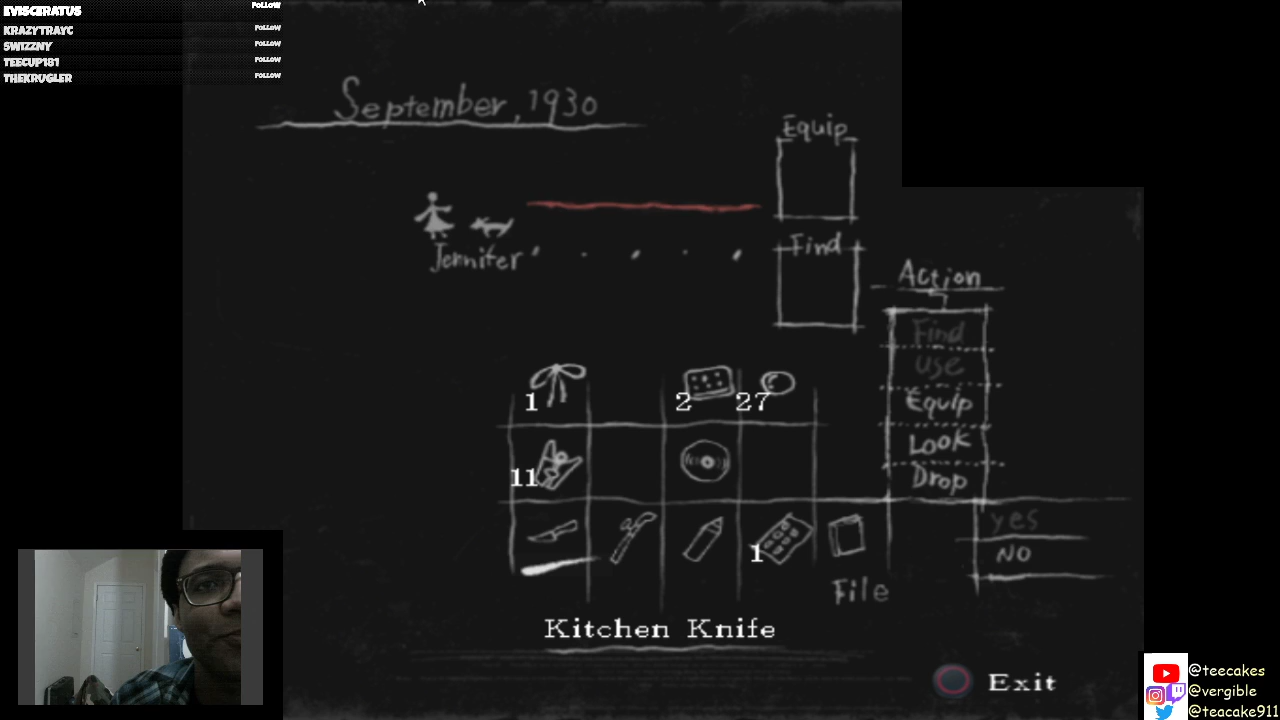 EVISCERATUS FOLLOW
KRAZYTRAYC FOLLOW
SWIZZNY FOLLOW
TEECUP181 FOLLOW
THEKRUGLER FOLLOW
September, 1930
Equip
Jennifer
Find
Action
Find
use
Equip
Look
Drop
1
2
27
11
yes
NO
1
File
Kitchen Knife
Exit
@teecakes
@vergible
@teacake911